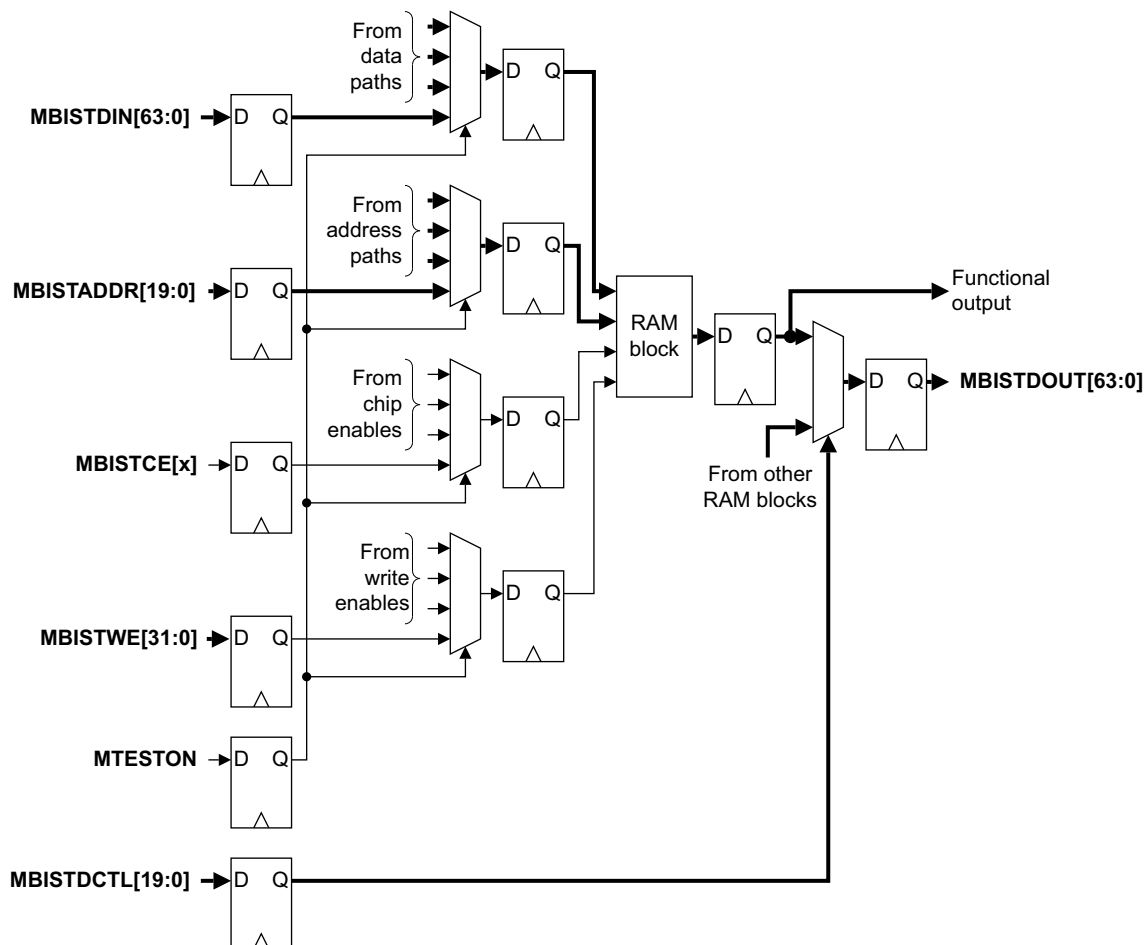 From
data
paths
D Q
MBISTDIN[63:0]
D Q
From
address
paths
D Q
MBISTADDR[19:0]
D Q
Functional
output
RAM
block
D Q
From
chip
enables
D Q
D Q
MBISTDOUT[63:0]
MBISTCE[x]
D Q
From other
RAM blocks
From
write
enables
D Q
MBISTWE[31:0]
D Q
MTESTON
D Q
MBISTDCTL[19:0]
D Q